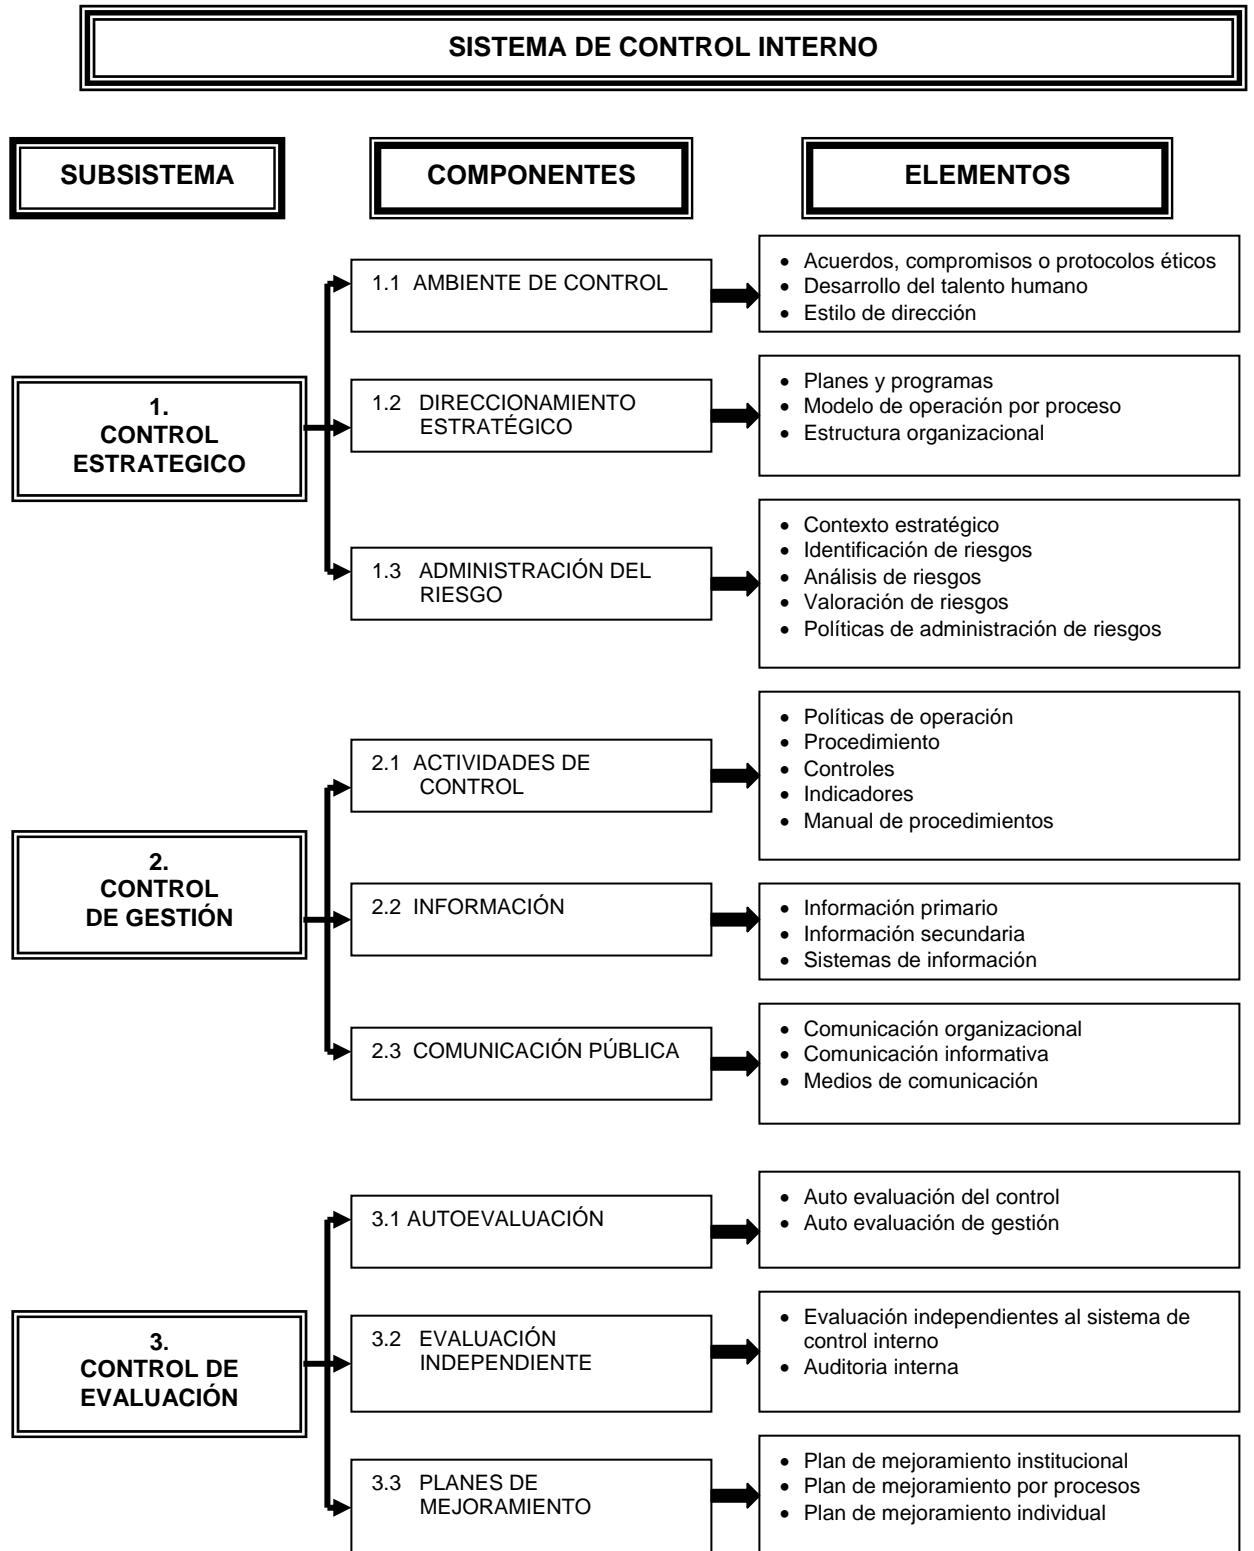 SISTEMA DE CONTROL INTERNO
SUBSISTEMA
COMPONENTES
ELEMENTOS
1.
CONTROL
ESTRATEGICO
1.1 AMBIENTE DE CONTROL
• Acuerdos, compromisos o protocolos éticos
• Desarrollo del talento humano
• Estilo de dirección
1.2 DIRECCIONAMIENTO
ESTRATÉGICO
• Planes y programas
• Modelo de operación por proceso
• Estructura organizacional
1.3 ADMINISTRACIÓN DEL
RIESGO
• Contexto estratégico
• Identificación de riesgos
• Análisis de riesgos
• Valoración de riesgos
• Políticas de administración de riesgos
2.
CONTROL
DE GESTIÓN
2.1 ACTIVIDADES DE
CONTROL
• Políticas de operación
• Procedimiento
• Controles
• Indicadores
• Manual de procedimientos
2.2 INFORMACIÓN
• Información primario
• Información secundaria
• Sistemas de información
2.3 COMUNICACIÓN PÚBLICA
• Comunicación organizacional
• Comunicación informativa
• Medios de comunicación
3.
CONTROL DE
EVALUACIÓN
3.1 AUTOEVALUACIÓN
• Auto evaluación del control
• Auto evaluación de gestión
3.2 EVALUACIÓN
INDEPENDIENTE
• Evaluación independientes al sistema de
control interno
• Auditoria interna
3.3 PLANES DE
MEJORAMIENTO
• Plan de mejoramiento institucional
• Plan de mejoramiento por procesos
• Plan de mejoramiento individual